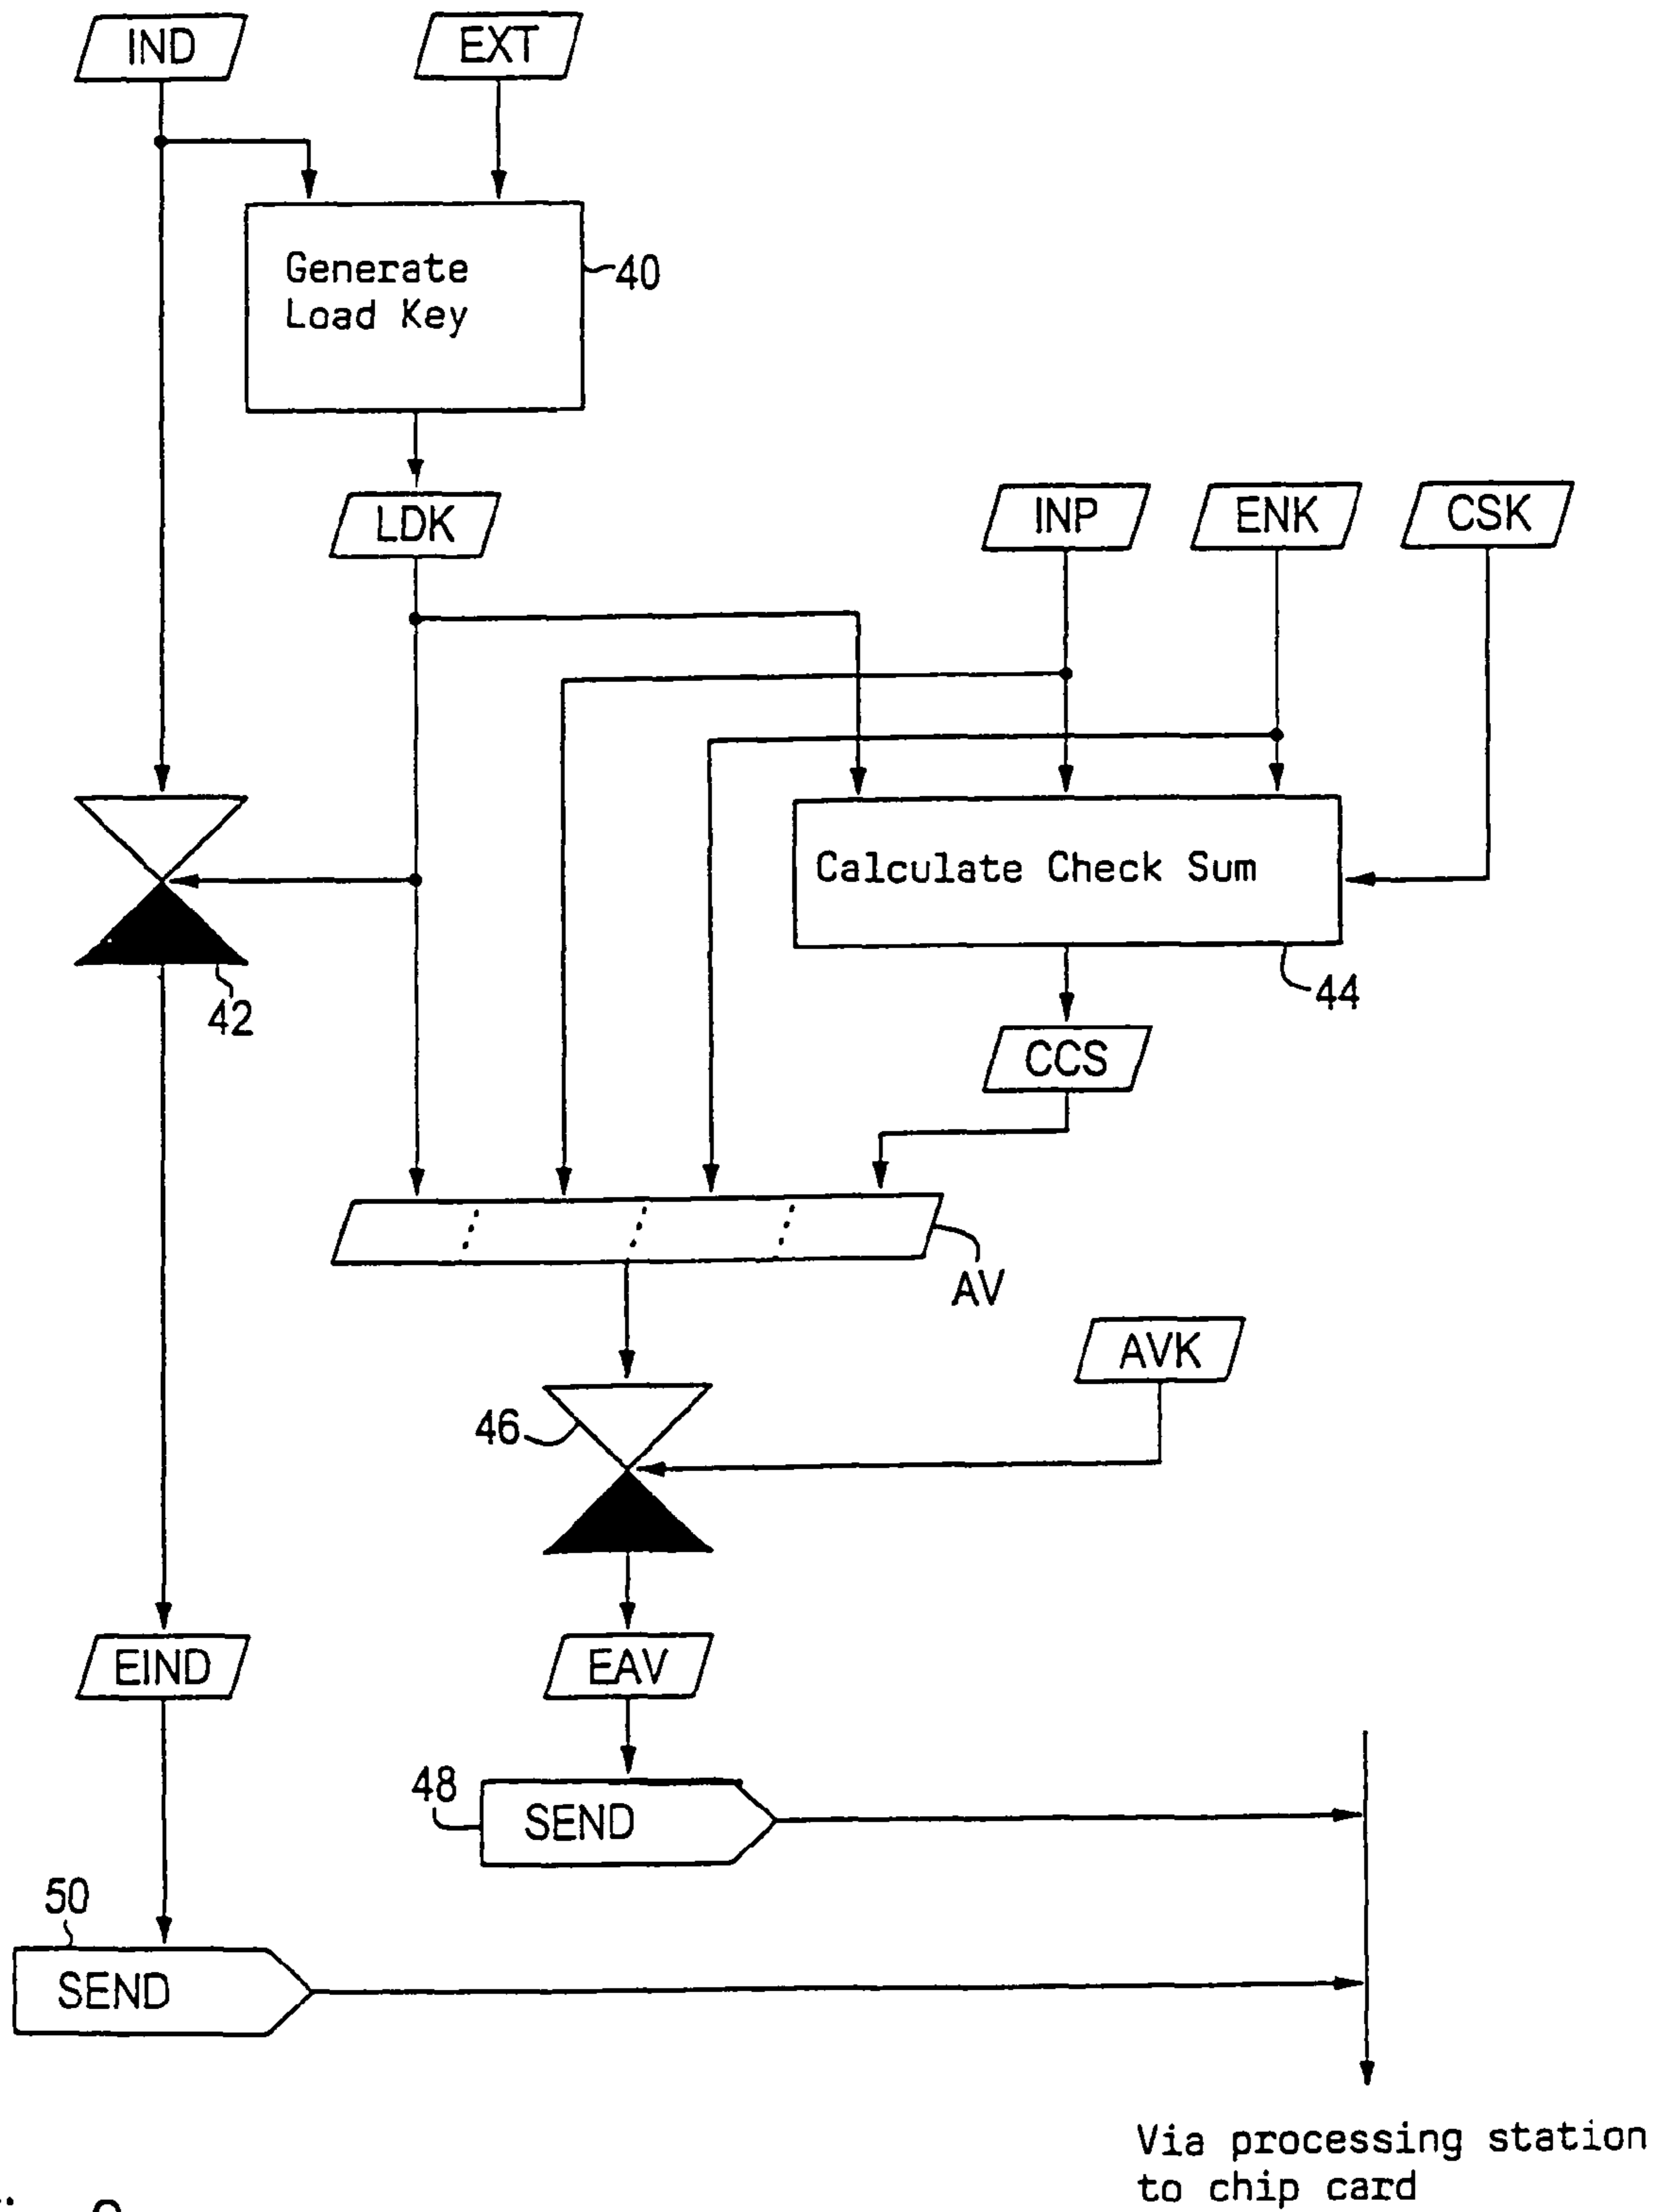 IND
EXT
Generate
Load Key
40
LDK
INP
ENK
CSK
Calculate Check Sum
42
44
CCS
AV
AVK
46
EIND
EAV
48
SEND
50
SEND
Via processing station
to chip card